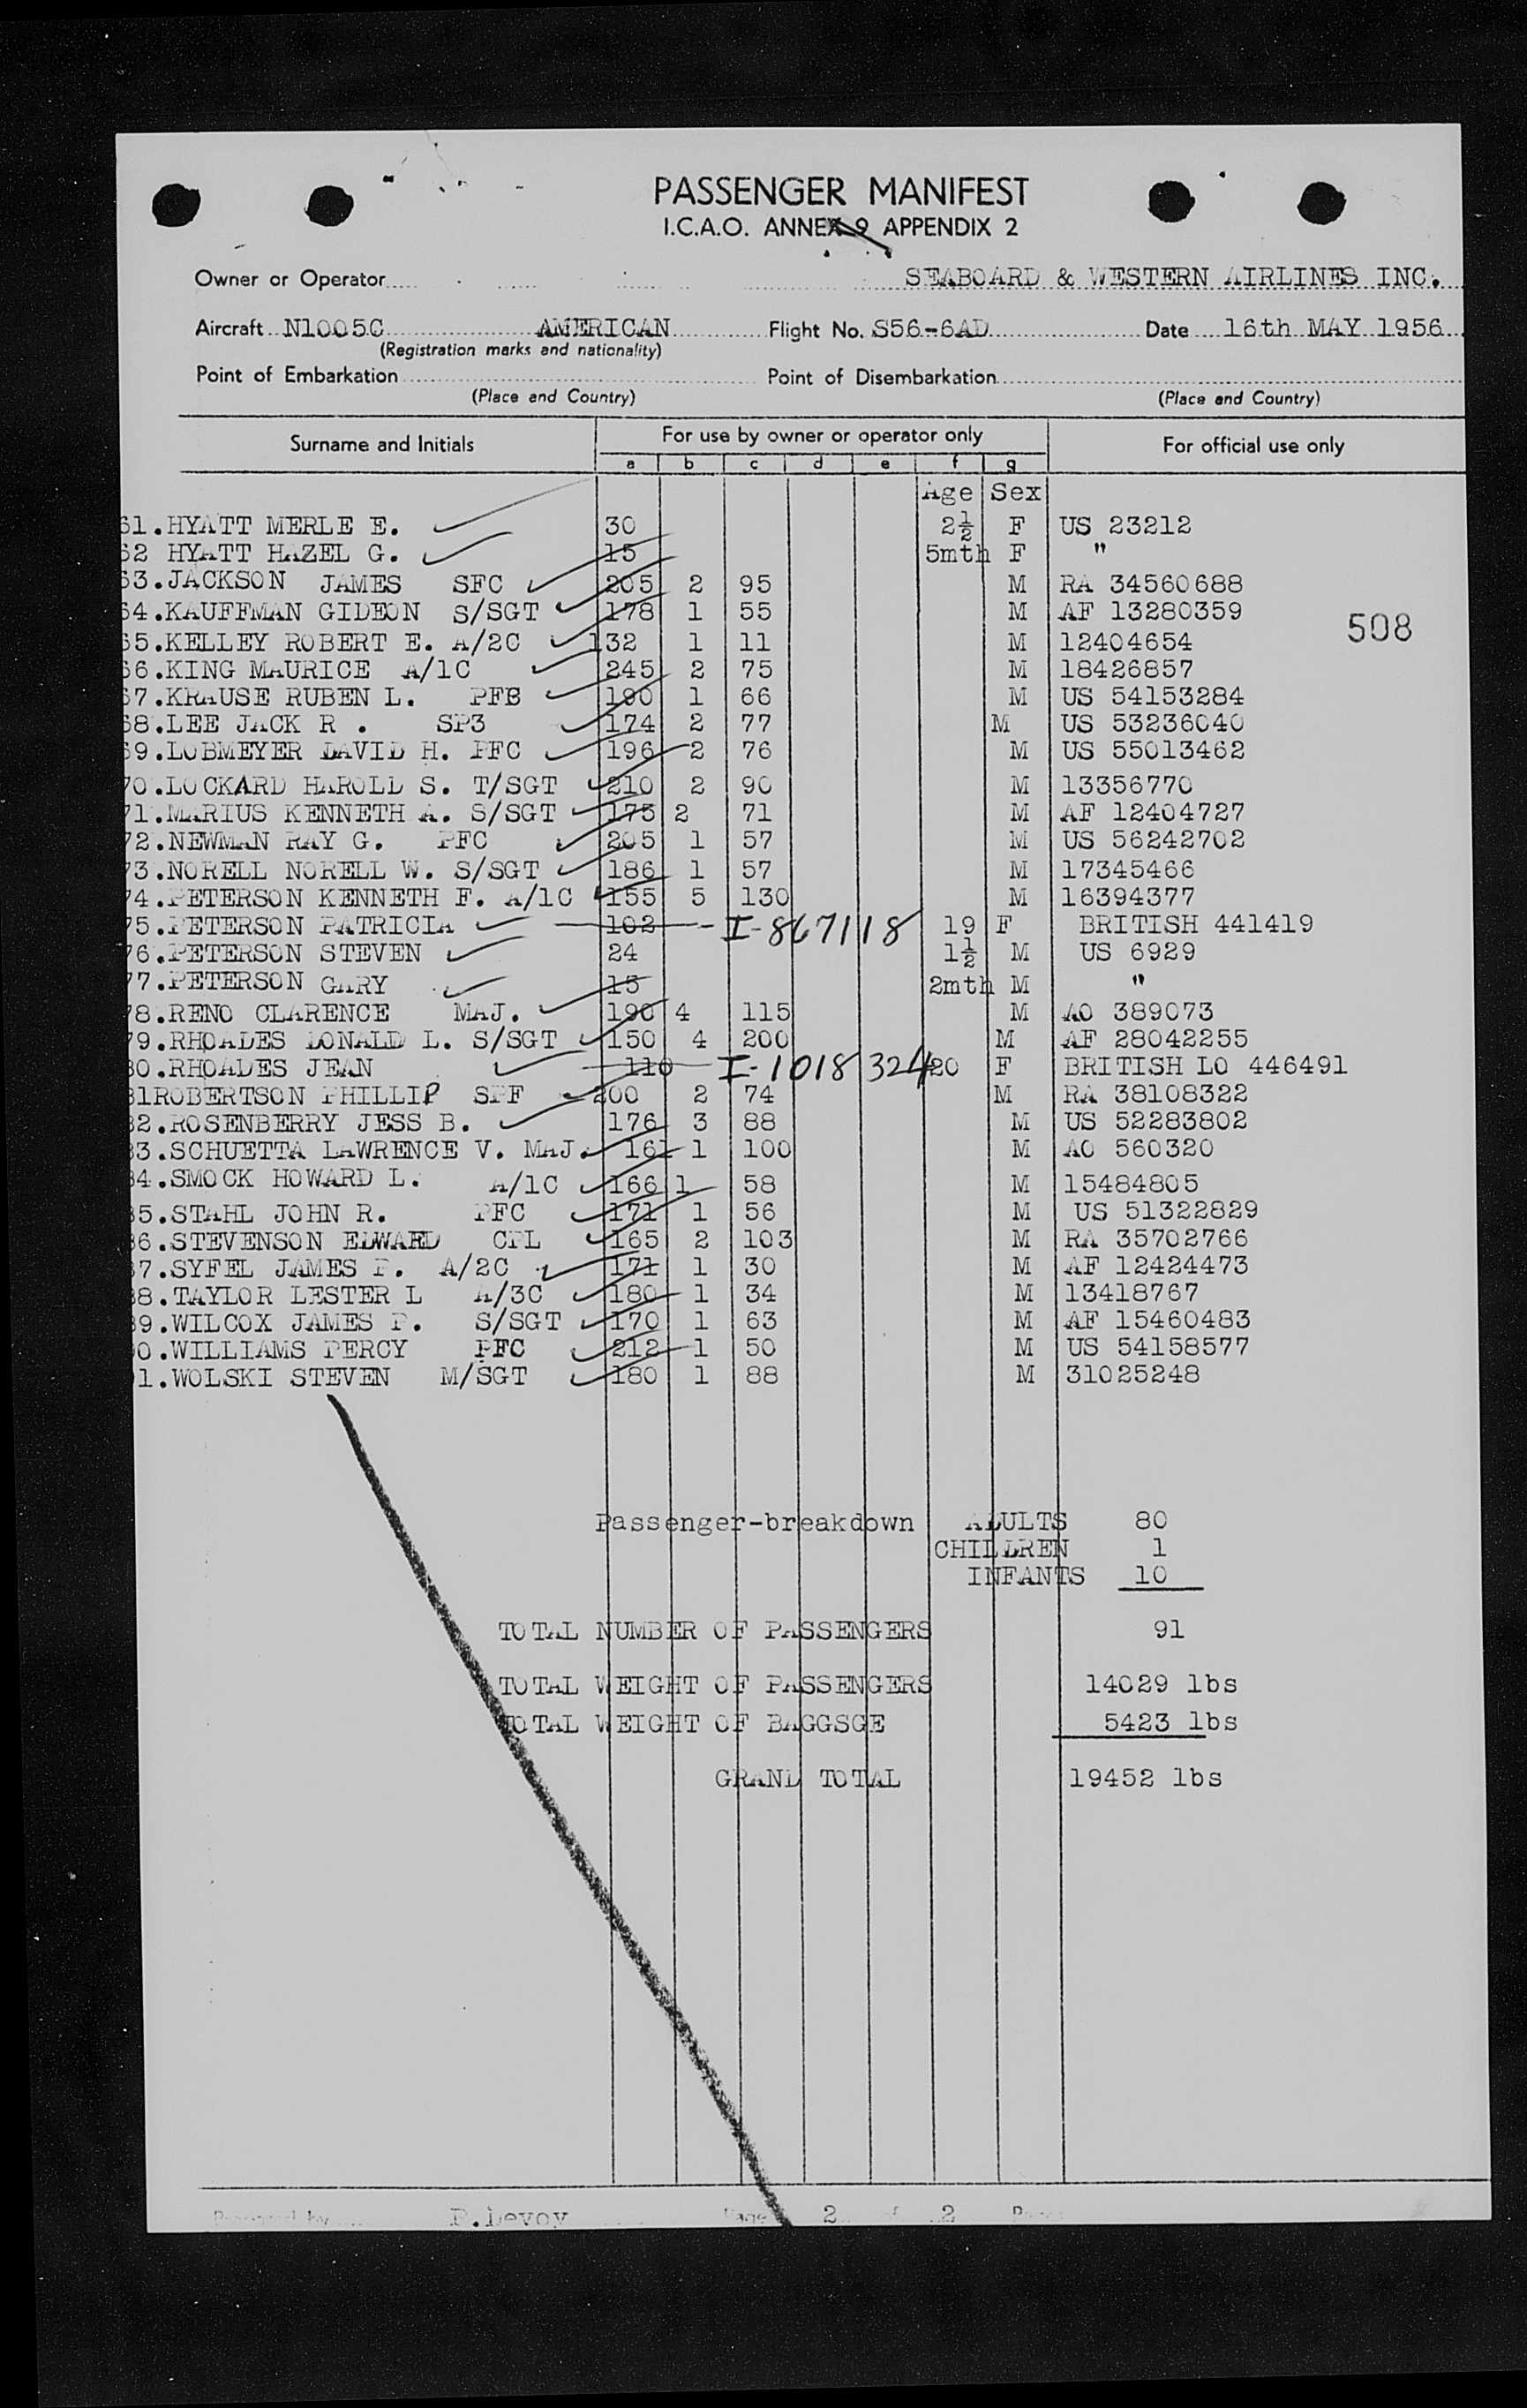 PASSENGER MANIFEST
I.C.A.O. ANNEX 9 APPENDIX 2
Owner or Operator SEABOARD & WESTERN AIRLINES INC.
Aircraft N1005C AMERICAN Flight No. S56-6AD Date 16th MAY 1956
(Registration marks and nationality)
Point of Embarkation Point of Disembarkation
(Place and Country) (Place and Country)
Surname and Initials For use by owner or operator only For official use only
a b c d e f g
Age Sex
61.HYATT MERLE E. 30 2½ F US 23212
62 HYATT HAZEL G. 15 5mth F "
63.JACKSON JAMES SFC 205 2 95 M RA 34560688
64.KAUFFMAN GIDEON S/SGT 178 1 55 M AF 13280359
508
65.KELLEY ROBERT E. A/2C 132 1 11 M 12404654
66.KING MAURICE A/1C 245 2 75 M 18426857
67.KRAUSE RUBEN L. PFB 190 1 66 M US 54153284
68.LEE JACK R . SP3 174 2 77 M US 53236040
69.LOBMEYER DAVID H. PFC 196 2 76 M US 55013462
70.LOCKARD HAROLD S. T/SGT 210 2 90 M 13356770
71.MARIUS KENNETH A. S/SGT 175 2 71 M AF 12404727
72.NEWMAN RAY G. PFC 205 1 57 M US 56242702
73.NORELL NORELL W. S/SGT 186 1 57 M 17345466
74.PETERSON KENNETH F. A/1C 155 5 130 M 16394377
75.PETERSON PATRICIA 102 I-867118 19 F BRITISH 441419
76.PETERSON STEVEN 24 1½ M US 6929
77.PETERSON GARY 15 2mth M "
78.RENO CLARENCE MAJ. 190 4 115 M AO 389073
79.RHOADES DONALD L. S/SGT 150 4 200 M AF 28042255
80.RHOADES JEAN 110 I-1018324 20 F BRITISH LO 446491
81ROBERTSON PHILLIP SPF 200 2 74 M RA 38108322
82.ROSENBERRY JESS B. 176 3 88 M US 52283802
83.SCHUETTA LAWRENCE V. MAJ. 161 1 100 M AO 560320
84.SMOCK HOWARD L. A/1C 166 1 58 M 15484805
85.STAHL JOHN R. PFC 171 1 56 M US 51322829
86.STEVENSON EDWARD CPL 165 2 103 M RA 35702766
87.SYFEL JAMES P. A/2C 171 1 30 M AF 12424473
88.TAYLOR LESTER L A/3C 180 1 34 M 13418767
89.WILCOX JAMES P. S/SGT 170 1 63 M AF 15460483
90.WILLIAMS PERCY PFC 212 1 50 M US 54158577
91.WOLSKI STEVEN M/SGT 180 1 88 M 31025248
Passenger-breakdown ADULTS 80
CHILDREN 1
INFANTS 10
TOTAL NUMBER OF PASSENGERS 91
TOTAL WEIGHT OF PASSENGERS 14029 lbs
TOTAL WEIGHT OF BAGGSGE 5423 lbs
GRAND TOTAL 19452 lbs
P.Levoy Page 2 of 2